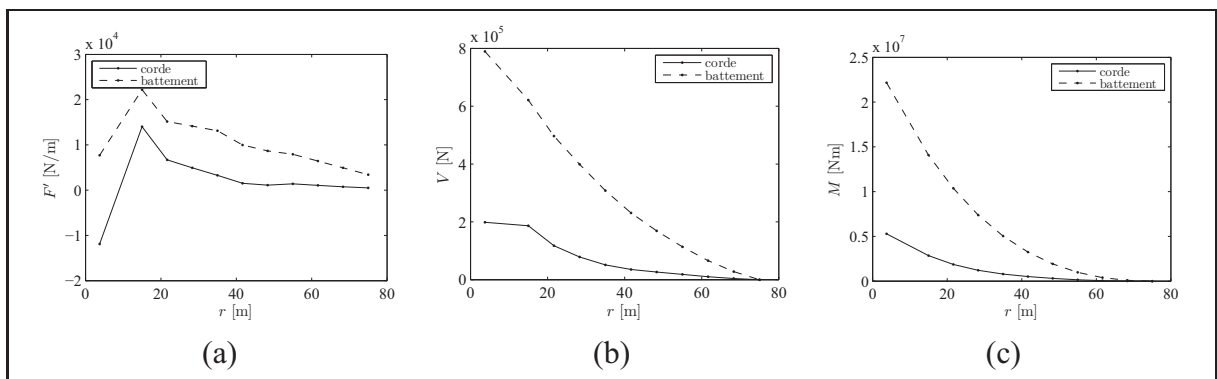 x 10^4
3
2
1
0
−1
−2
0 20 40 60 80
F′ [N/m]
r [m]
corde
battement
(a)
x 10^5
8
6
4
2
0
0 20 40 60 80
V [N]
r [m]
corde
battement
(b)
x 10^7
2.5
2
1.5
1
0.5
0
0 20 40 60 80
M [Nm]
r [m]
corde
battement
(c)